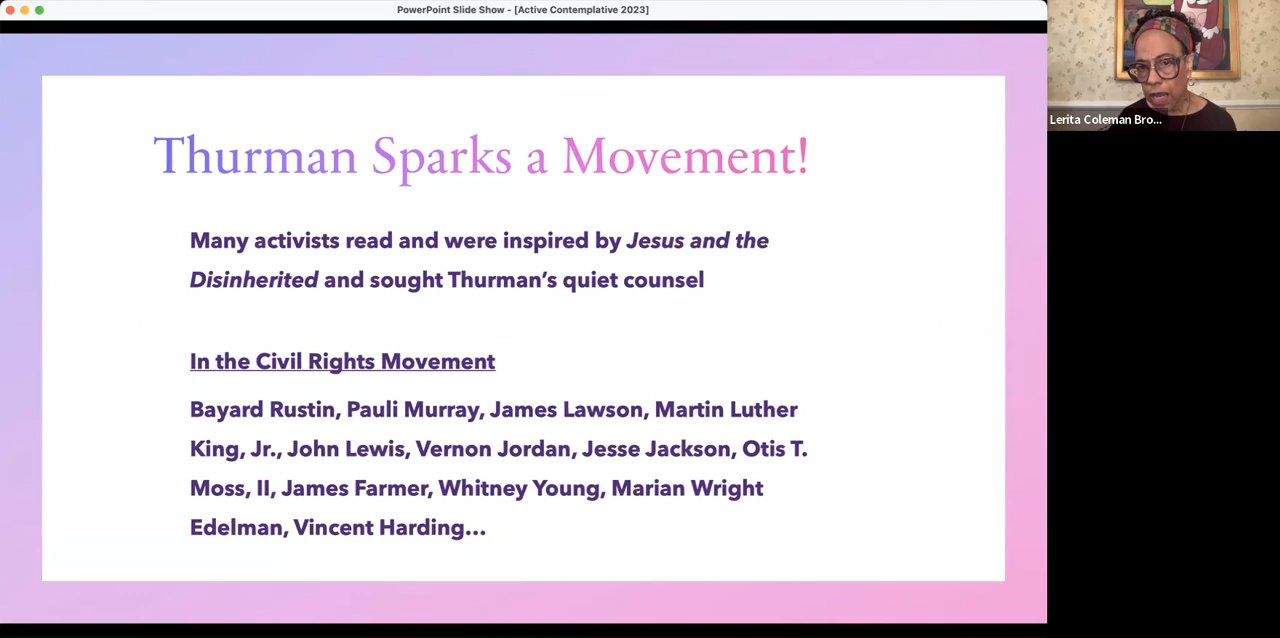 PowerPoint Slide Show - [Active Contemplative 2023]
Thurman Sparks a Movement!
Many activists read and were inspired by Jesus and the
Disinherited and sought Thurman’s quiet counsel
In the Civil Rights Movement
Bayard Rustin, Pauli Murray, James Lawson, Martin Luther
King, Jr., John Lewis, Vernon Jordan, Jesse Jackson, Otis T.
Moss, II, James Farmer, Whitney Young, Marian Wright
Edelman, Vincent Harding…
Lerita Coleman Bro...